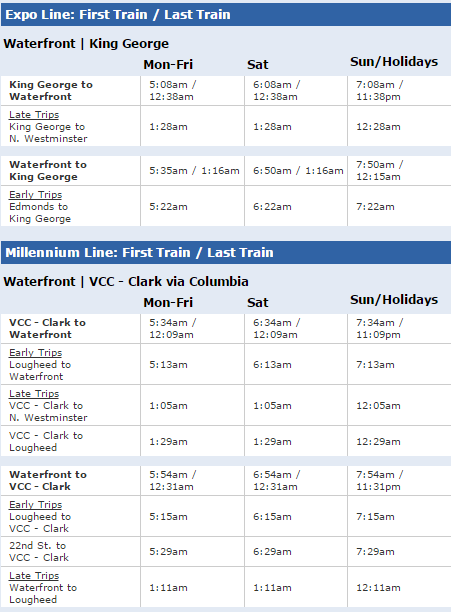 Expo Line: First Train / Last Train
Waterfront | King George
Mon-Fri Sat Sun/Holidays
King George to Waterfront 5:08am / 12:38am 6:08am / 12:38am 7:08am / 11:38pm
Late Trips
King George to N. Westminster 1:28am 1:28am 12:28am
Waterfront to King George 5:35am / 1:16am 6:50am / 1:16am 7:50am / 12:15am
Early Trips
Edmonds to King George 5:22am 6:22am 7:22am
Millennium Line: First Train / Last Train
Waterfront | VCC - Clark via Columbia
Mon-Fri Sat Sun/Holidays
VCC - Clark to Waterfront 5:34am / 12:09am 6:34am / 12:09am 7:34am / 11:09pm
Early Trips
Lougheed to Waterfront 5:13am 6:13am 7:13am
Late Trips
VCC - Clark to N. Westminster 1:05am 1:05am 12:05am
VCC - Clark to Lougheed 1:29am 1:29am 12:29am
Waterfront to VCC - Clark 5:54am / 12:31am 6:54am / 12:31am 7:54am / 11:31pm
Early Trips
Lougheed to VCC - Clark 5:15am 6:15am 7:15am
22nd St. to VCC - Clark 5:29am 6:29am 7:29am
Late Trips
Waterfront to Lougheed 1:11am 1:11am 12:11am